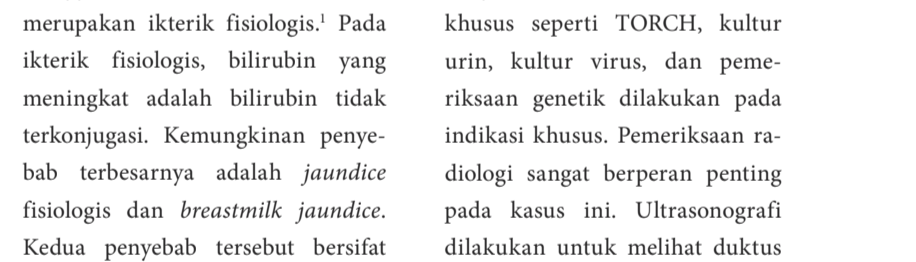 merupakan ikterik fisiologis.¹ Pada
ikterik fisiologis, bilirubin yang
meningkat adalah bilirubin tidak
terkonjugasi. Kemungkinan penye-
bab terbesarnya adalah jaundice
fisiologis dan breastmilk jaundice.
Kedua penyebab tersebut bersifat
khusus seperti TORCH, kultur
urin, kultur virus, dan peme-
riksaan genetik dilakukan pada
indikasi khusus. Pemeriksaan ra-
diologi sangat berperan penting
pada kasus ini. Ultrasonografi
dilakukan untuk melihat duktus